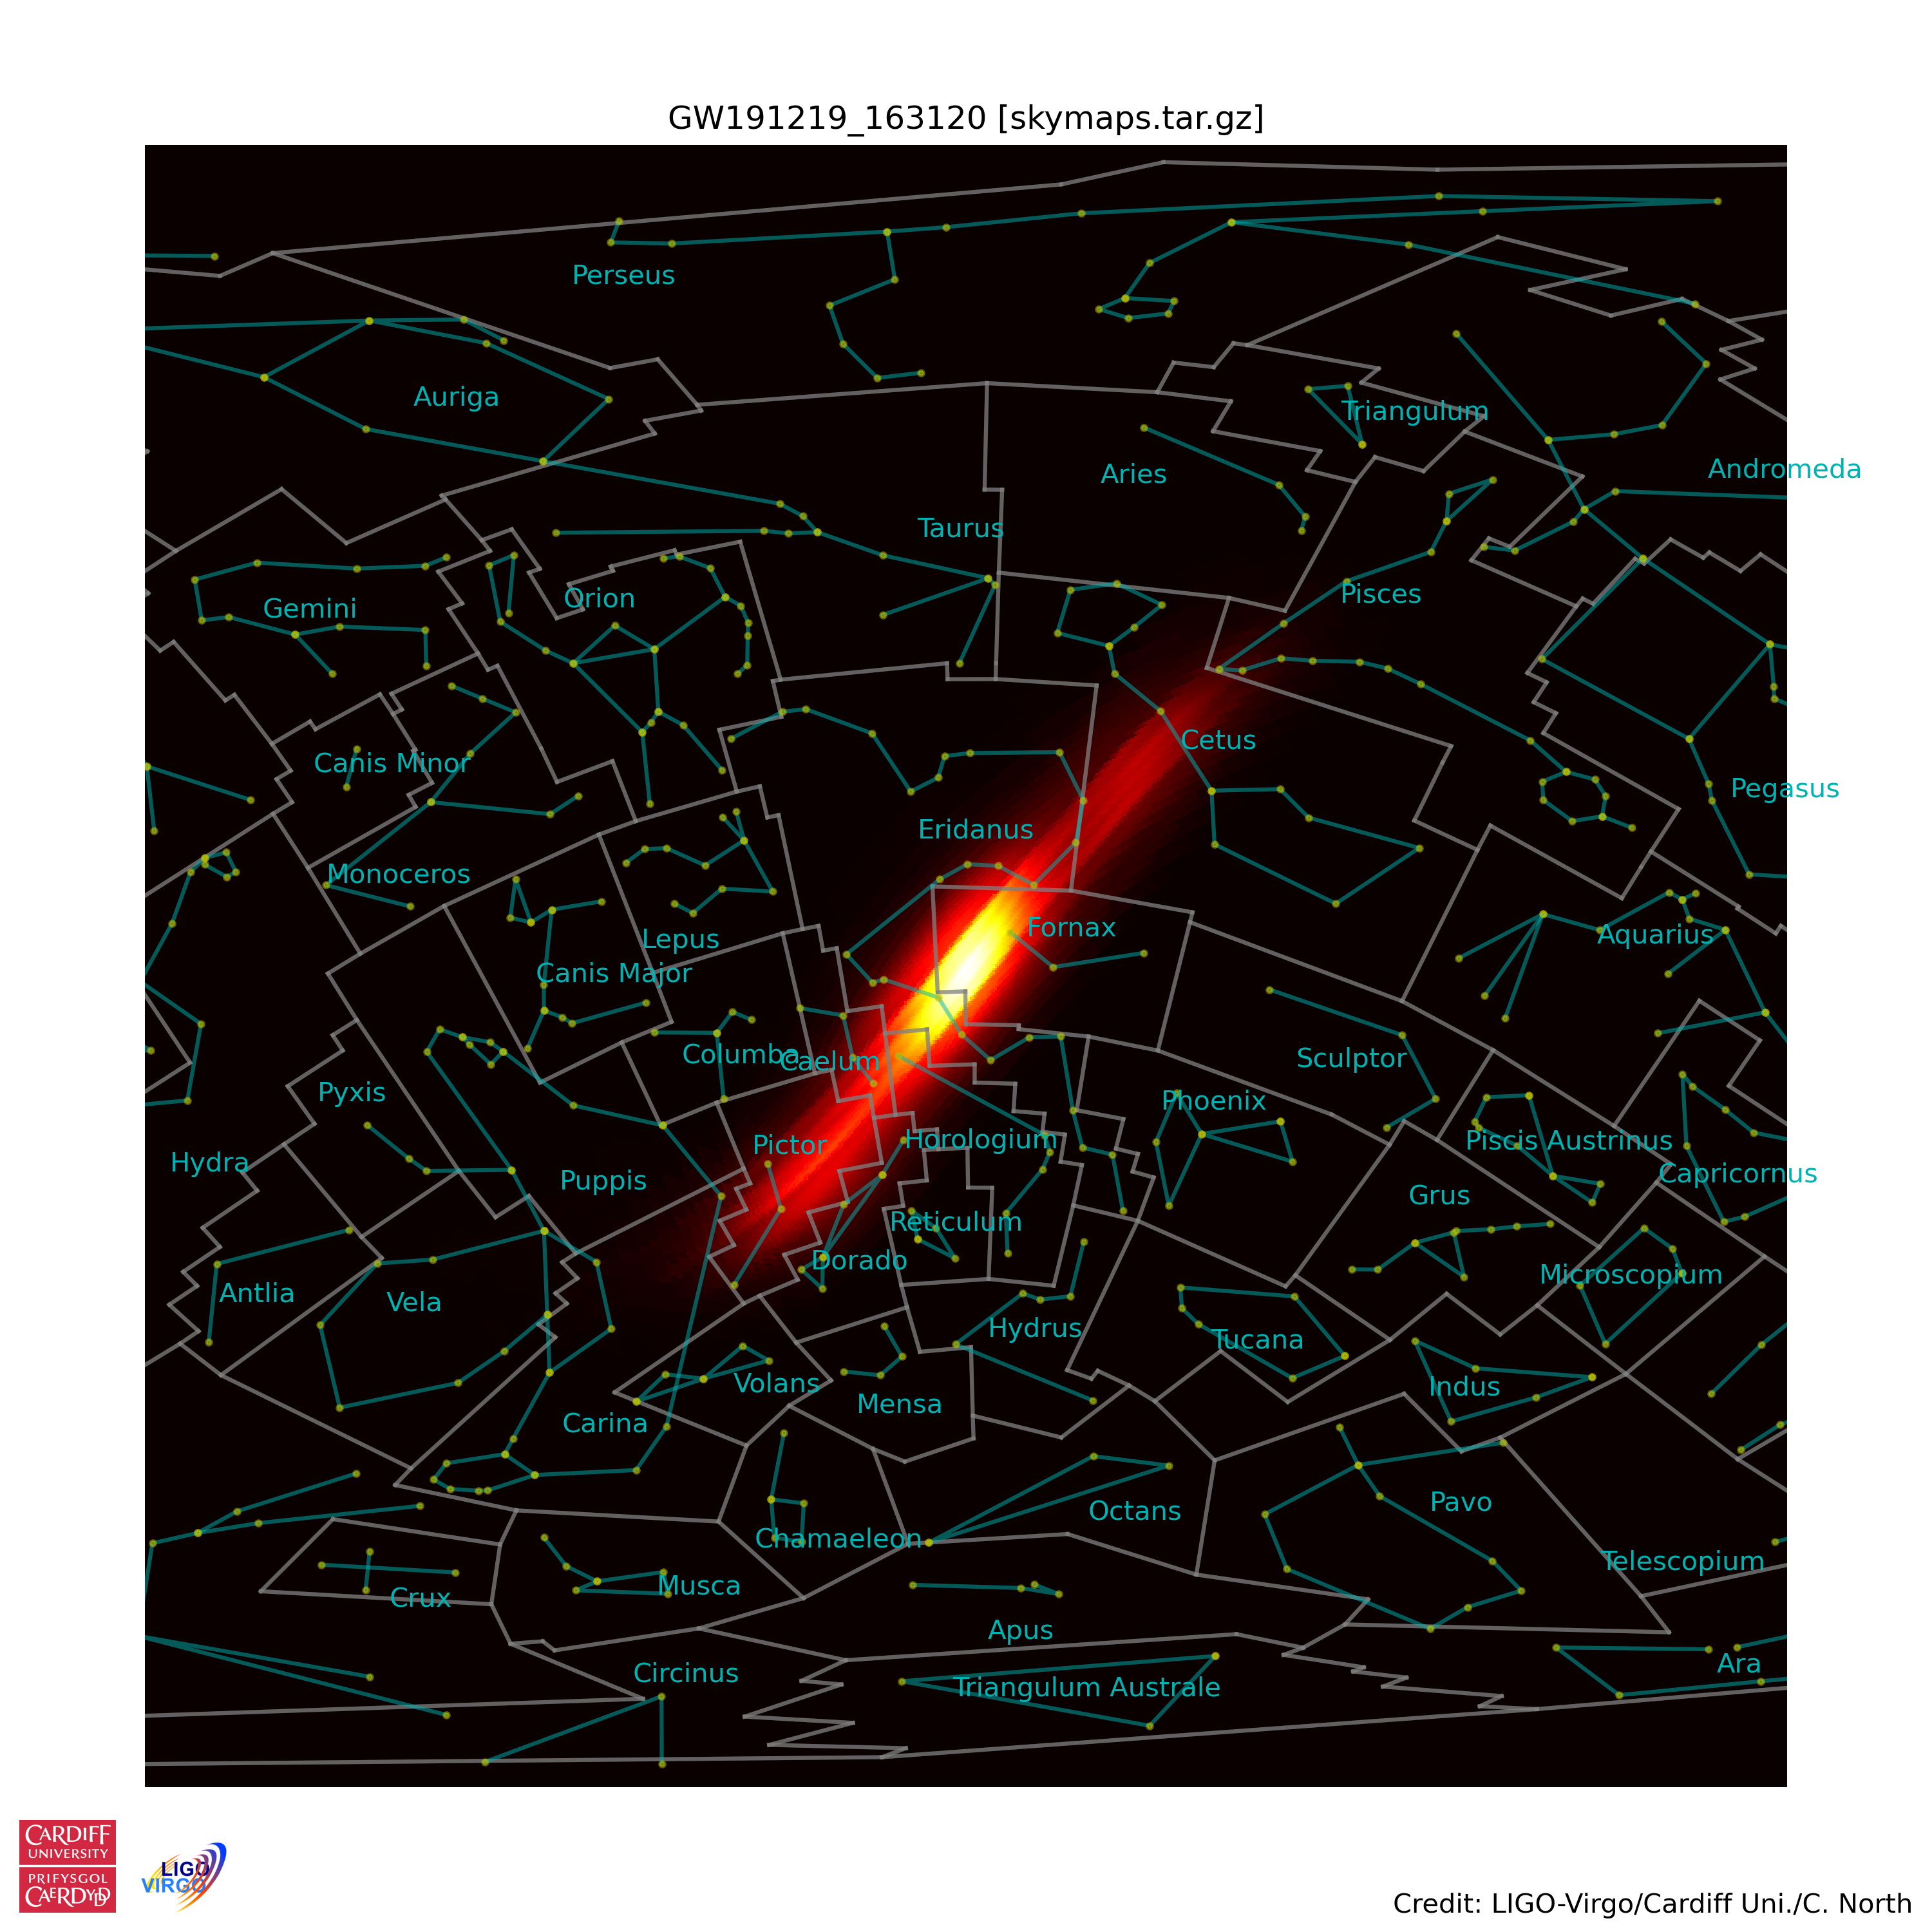 GW191219_163120 [skymaps.tar.gz]
Perseus
Auriga
Triangulum
Andromeda
Aries
Taurus
Pisces
Orion
Gemini
Cetus
Canis Minor
Pegasus
Eridanus
Monoceros
Fornax
Aquarius
Lepus
Canis Major
Columba
Caelum
Sculptor
Pyxis
Phoenix
Pictor
Horologium
Piscis Austrinus
Hydra
Capricornus
Puppis
Grus
Reticulum
Dorado
Microscopium
Antlia
Vela
Hydrus
Tucana
Volans
Indus
Mensa
Carina
Pavo
Octans
Chamaeleon
Telescopium
Musca
Crux
Apus
Ara
Circinus
Triangulum Australe
CARDIFF
UNIVERSITY
PRIFYSGOL
CAERDYDD
LIGO
VIRGO
Credit: LIGO-Virgo/Cardiff Uni./C. North